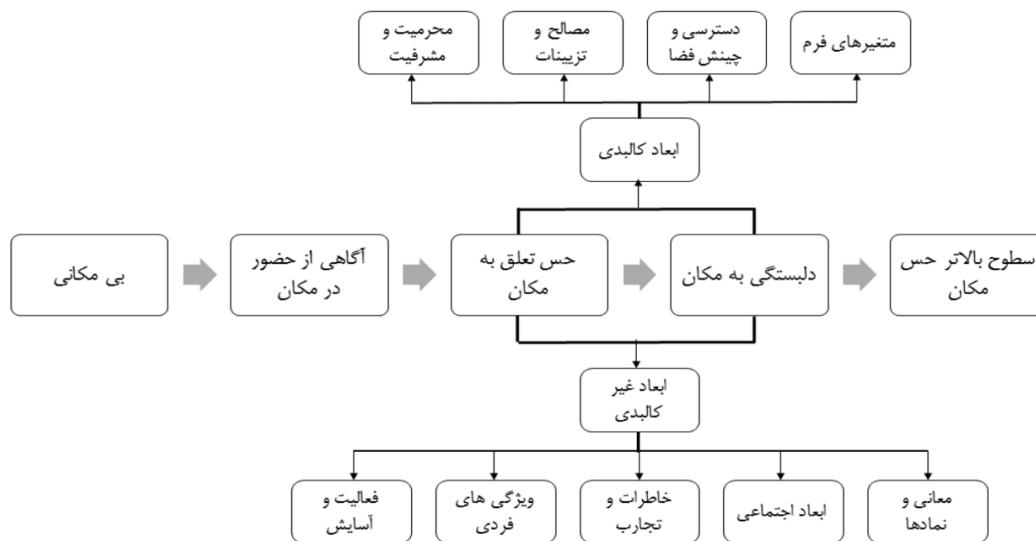 متغیرهای فرم
دسترسی و
چینش فضا
مصالح و
تزیینات
محرمیت و
مشرفیت
ابعاد کالبدی
بی مکانی
آگاهی از حضور
در مکان
حس تعلق به
مکان
دلبستگی به مکان
سطوح بالاتر حس
مکان
ابعاد غیر
کالبدی
معانی و
نمادها
ابعاد اجتماعی
خاطرات و
تجارب
ویژگی های
فردی
فعالیت و
آسایش